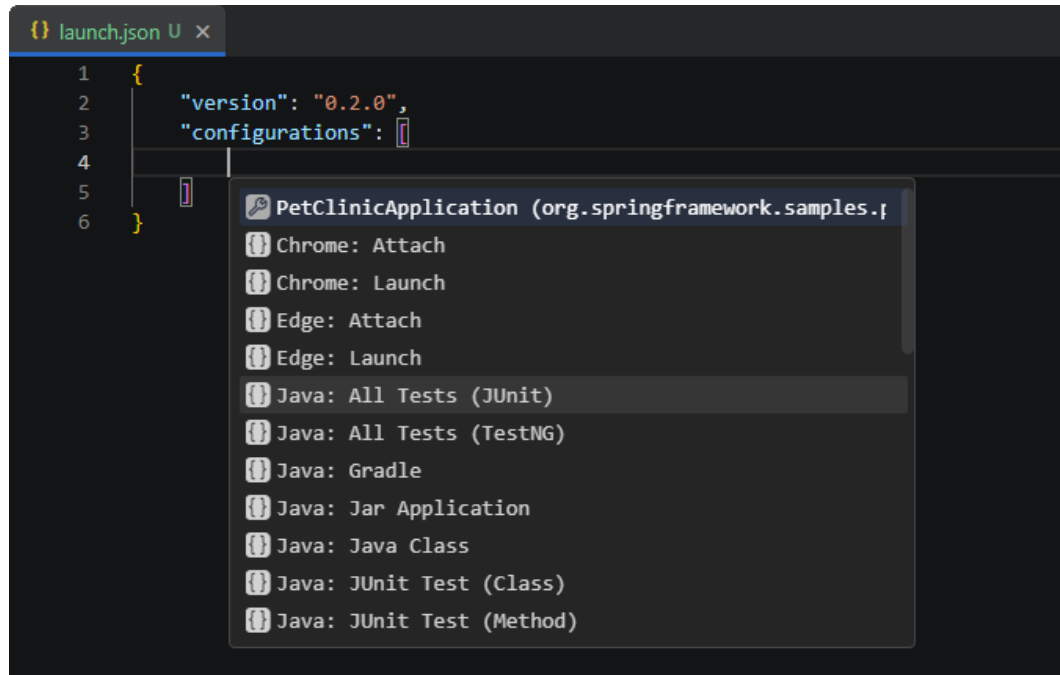 {} launch.json U ×
1 {
2 "version": "0.2.0",
3 "configurations": [
4
5 ]
6 }
PetClinicApplication (org.springframework.samples.
{} Chrome: Attach
{} Chrome: Launch
{} Edge: Attach
{} Edge: Launch
{} Java: All Tests (JUnit)
{} Java: All Tests (TestNG)
{} Java: Gradle
{} Java: Jar Application
{} Java: Java Class
{} Java: JUnit Test (Class)
{} Java: JUnit Test (Method)